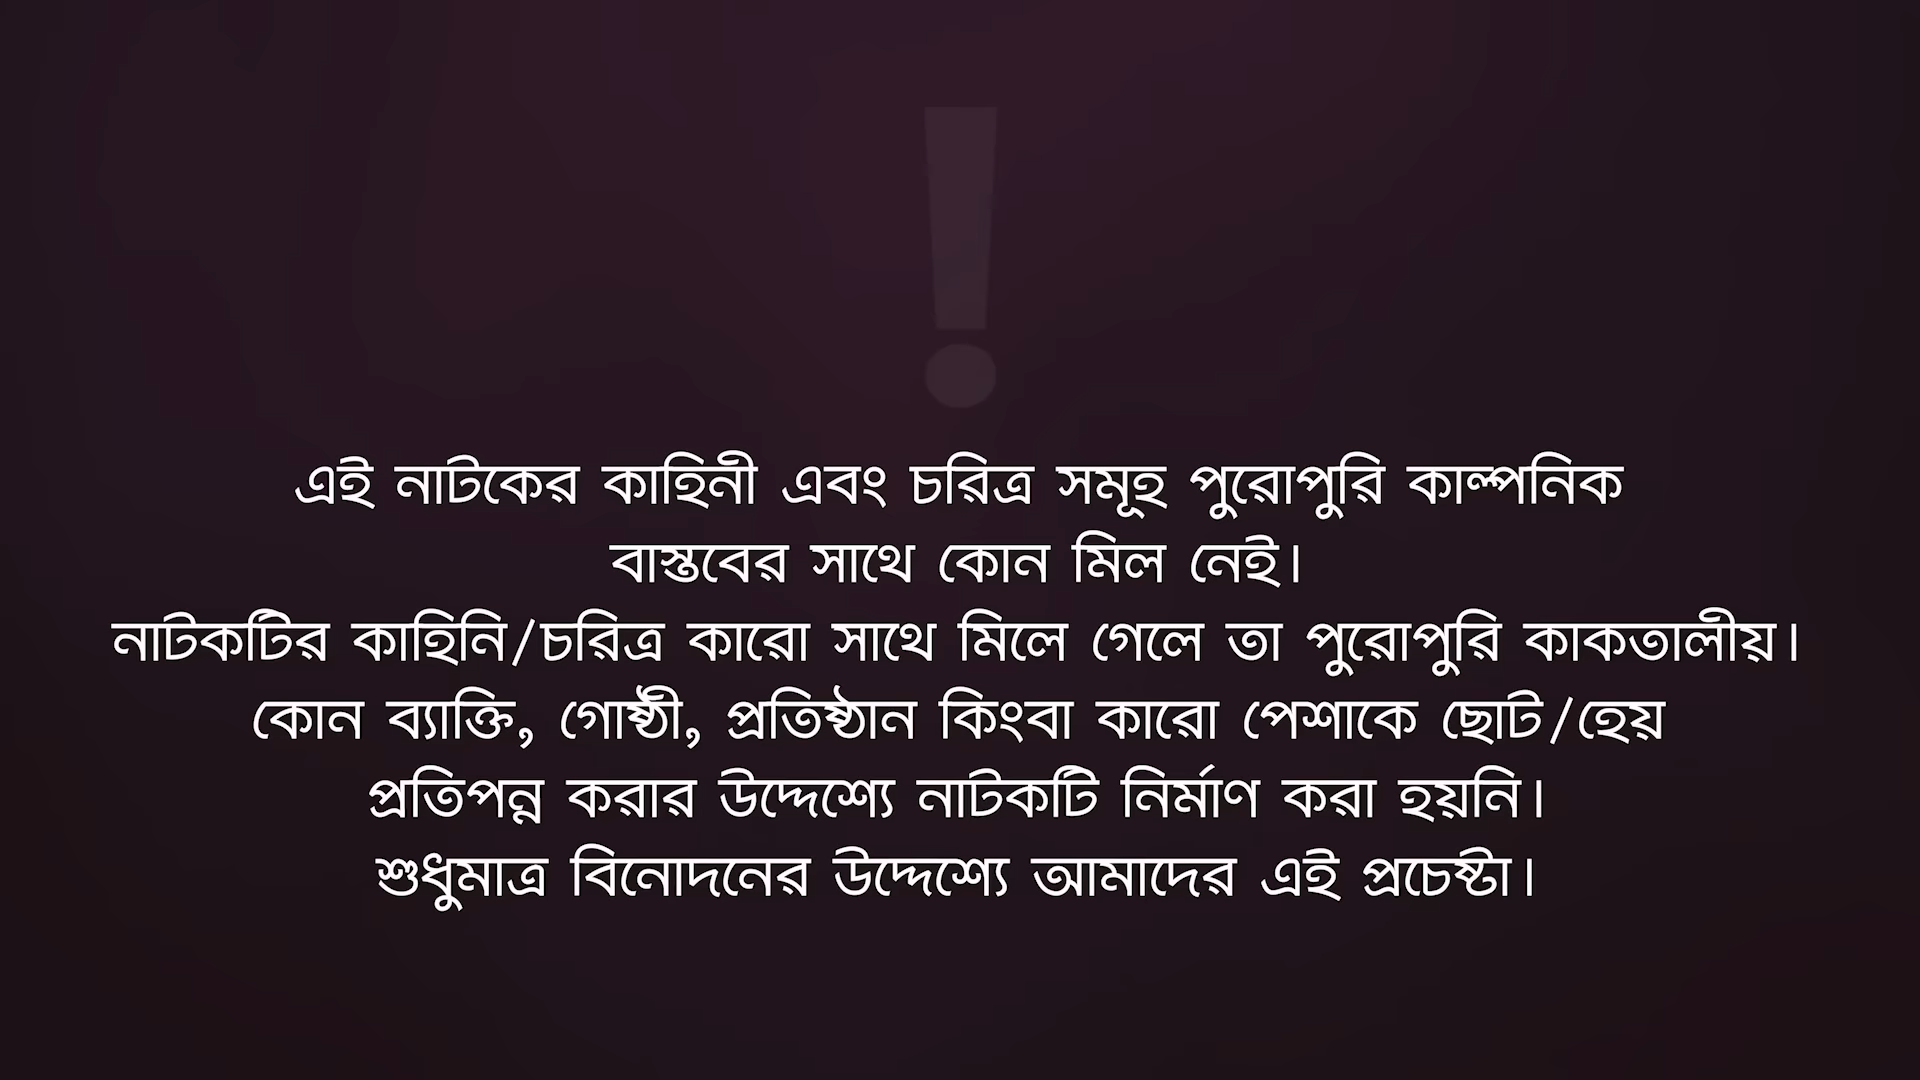 এই নাটকের কাহিনী এবং চরিত্র সমূহ পুরোপুরি কাল্পনিক
বাস্তবের সাথে কোন মিল নেই।
নাটকটির কাহিনি/চরিত্র কারো সাথে মিলে গেলে তা পুরোপুরি কাকতালীয়।
কোন ব্যাক্তি, গোষ্ঠী, প্রতিষ্ঠান কিংবা কারো পেশাকে ছোট/হেয়
প্রতিপন্ন করার উদ্দেশ্যে নাটকটি নির্মাণ করা হয়নি।
শুধুমাত্র বিনোদনের উদ্দেশ্যে আমাদের এই প্রচেষ্টা।